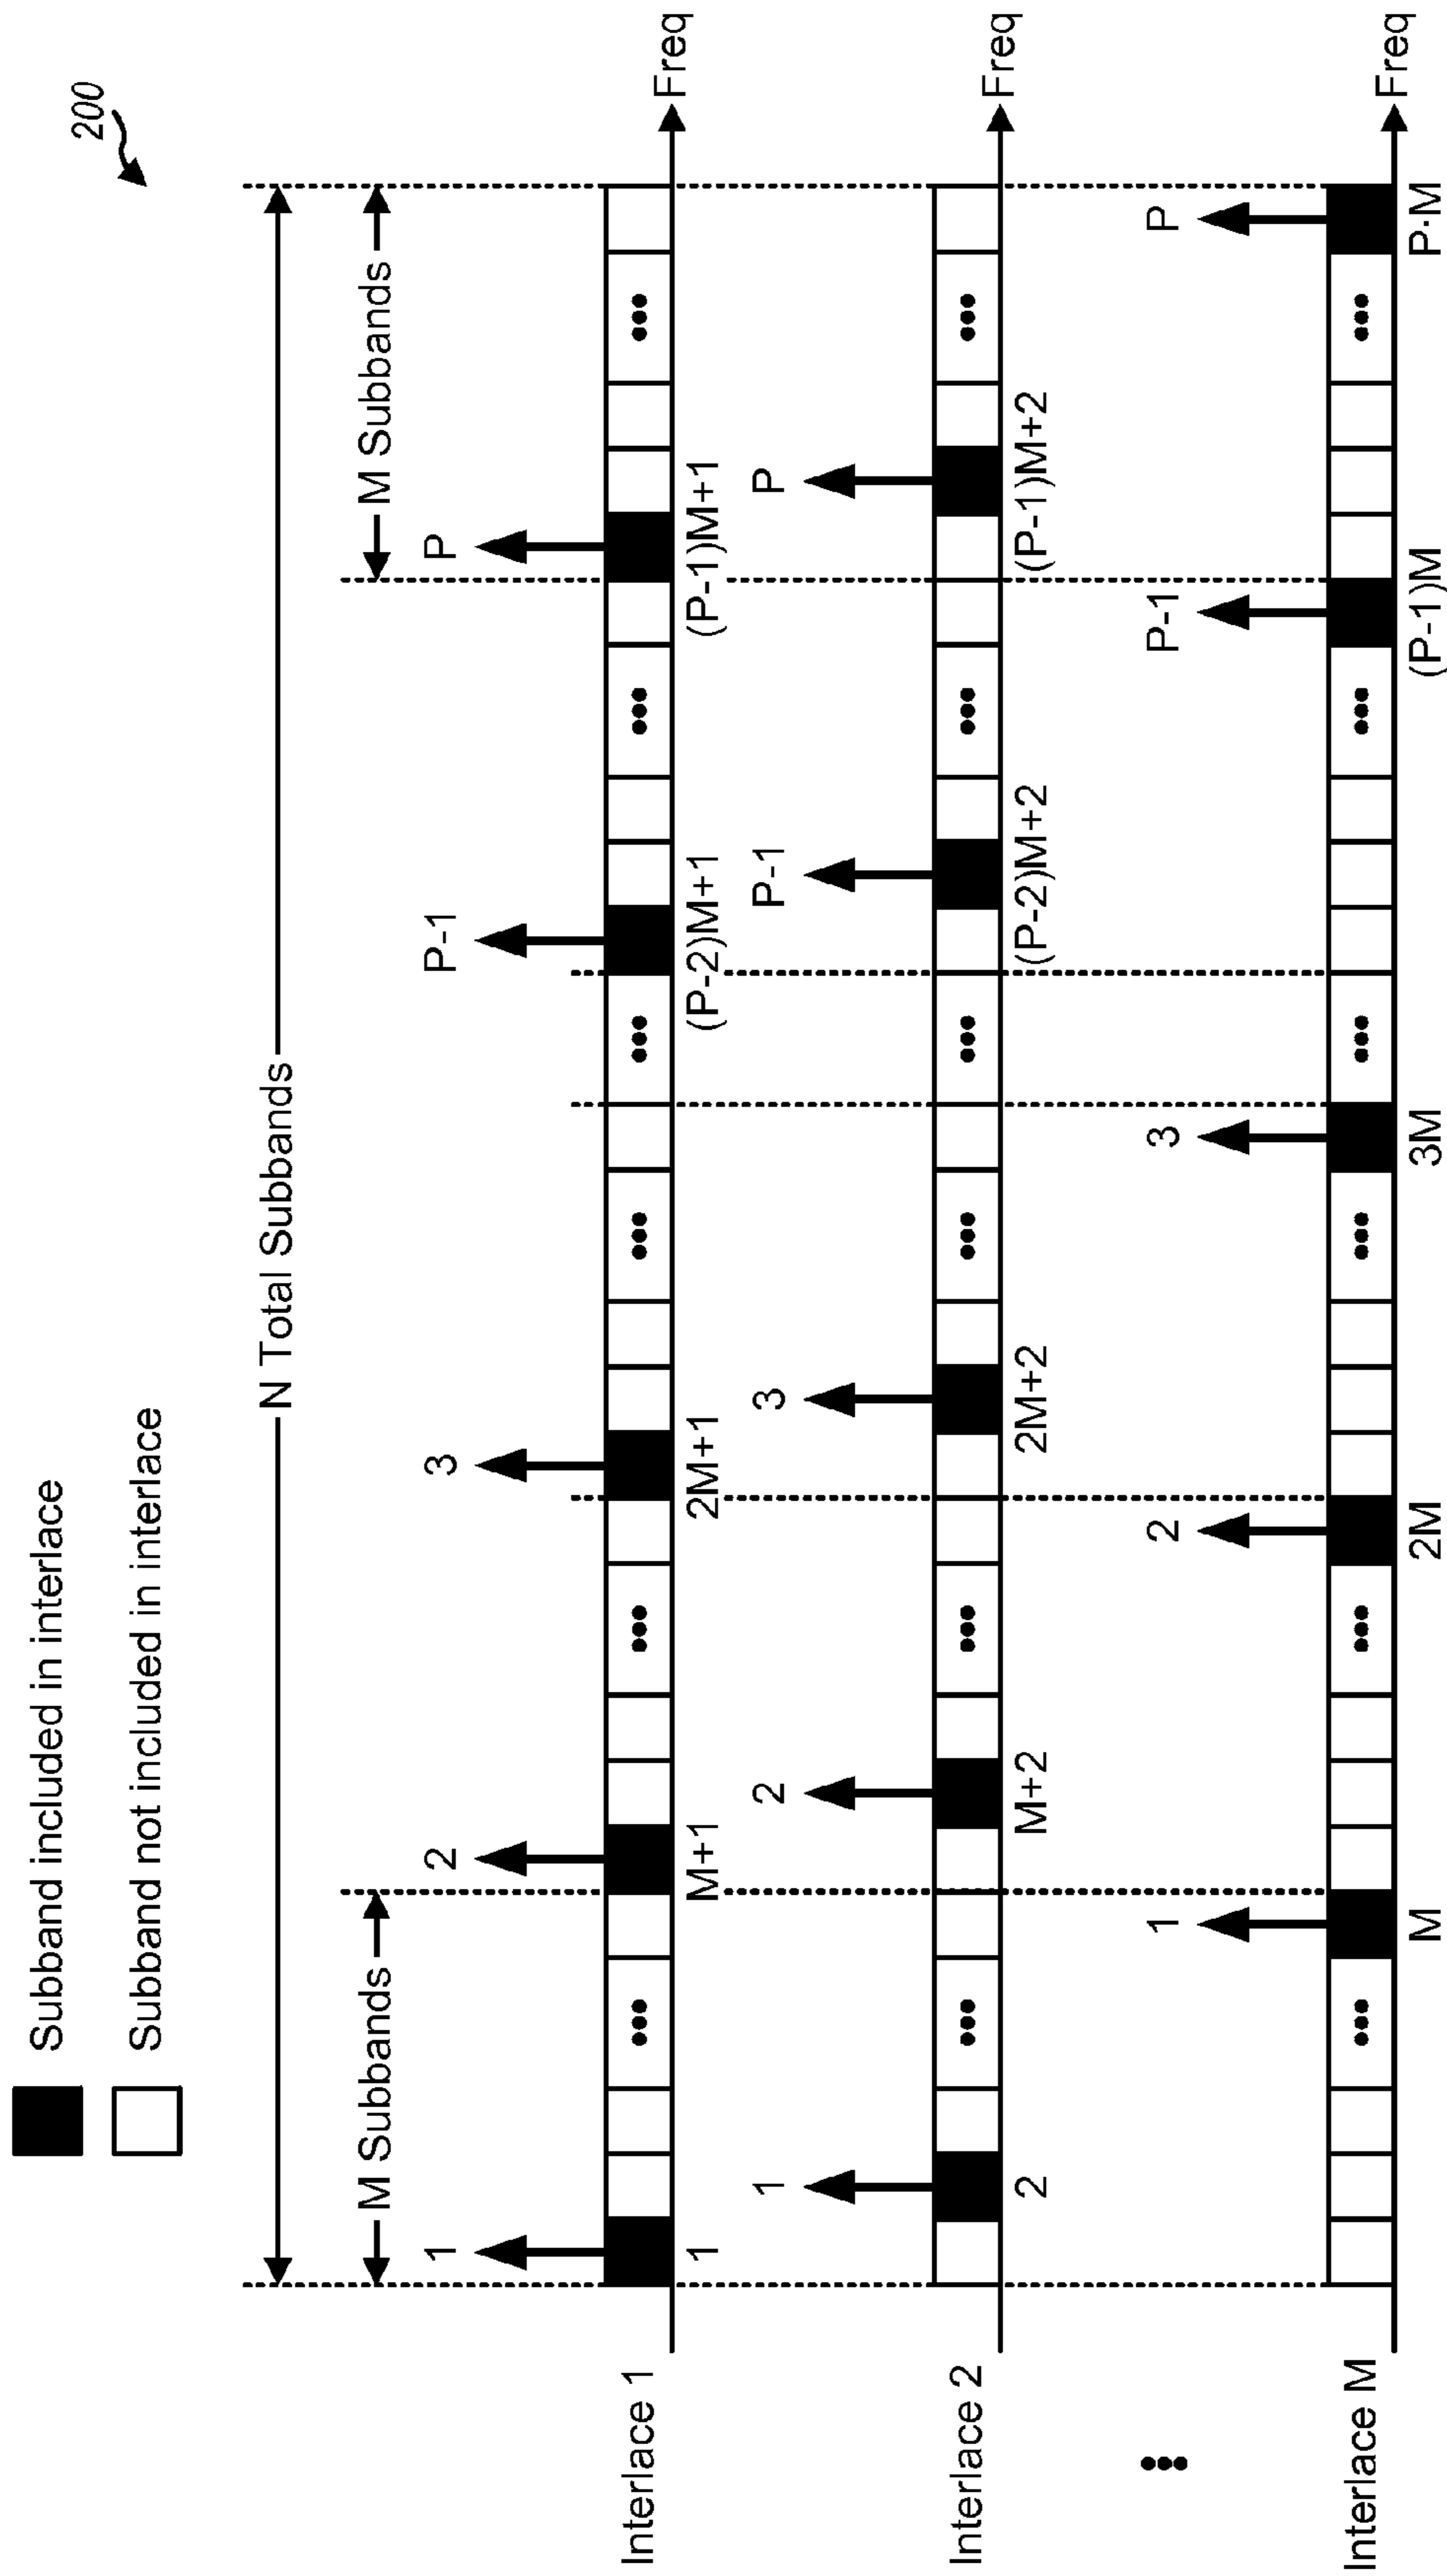 200
Subband included in interlace
Subband not included in interlace
N Total Subbands
M Subbands
M Subbands
1 2 3 P-1 P
Interlace 1
Freq
1 M+1 2M+1 (P-2)M+1 (P-1)M+1
1 2 3 P-1 P
Interlace 2
Freq
2 M+2 2M+2 (P-2)M+2 (P-1)M+2
1 2 3 P-1 P
Interlace M
Freq
M 2M 3M (P-1)M P·M